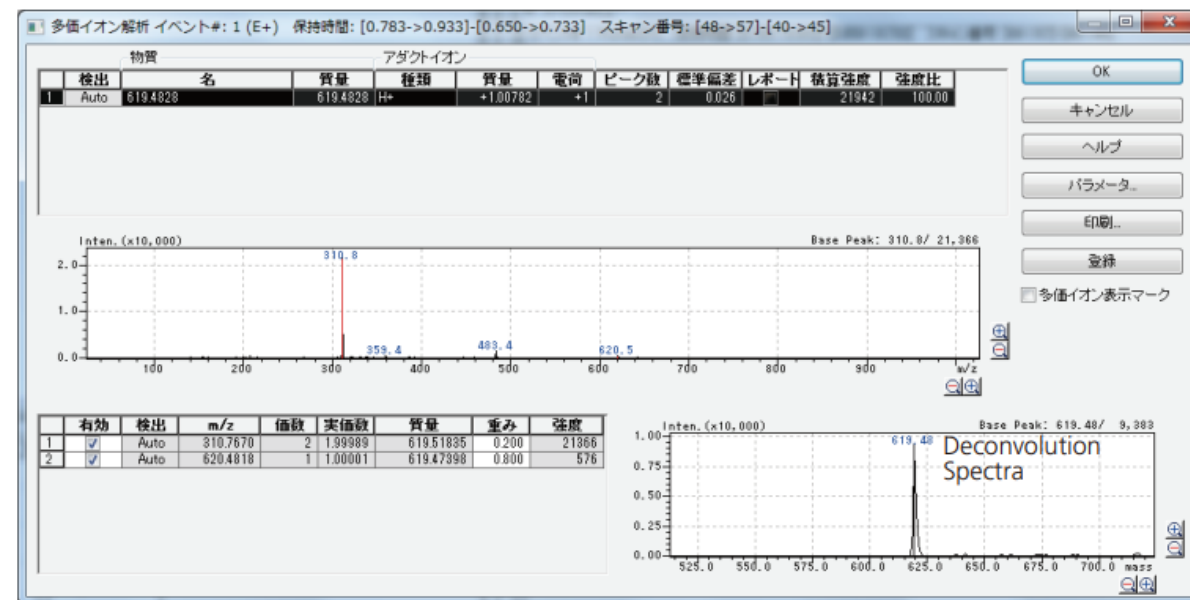 多価イオン解析 イベント#: 1 (E+) 保持時間: [0.783->0.933]-[0.650->0.733] スキャン番号: [48->57]-[40->45]
物質 アダクトイオン
検出 名 質量 種類 質量 電荷 ピーク数 標準偏差 レポート 積算強度 強度比
1 Auto 619.4828 619.4828 H+ +1.00782 +1 2 0.026 21942 100.00
OK
キャンセル
ヘルプ
パラメータ...
印刷...
登録
多価イオン表示マーク
Inten.(x10,000) Base Peak: 310.8/ 21,366
310.8
2.0
1.0
359.4 483.4 620.5
0.0
100 200 300 400 500 600 700 800 900 m/z
有効 検出 m/z 価数 実価数 質量 重み 強度
1 Auto 310.7670 2 1.99989 619.51835 0.200 21366
2 Auto 620.4818 1 1.00001 619.47398 0.800 576
Inten.(x10,000) Base Peak: 619.48/ 9,383
1.00
619.48 Deconvolution
Spectra
0.75
0.50
0.25
0.00
525.0 550.0 575.0 600.0 625.0 650.0 675.0 700.0 mass